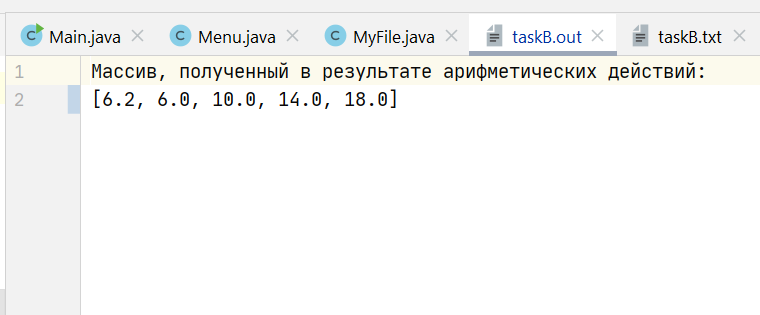 Main.java Menu.java MyFile.java taskB.out taskB.txt
1 Массив, полученный в результате арифметических действий:
2 [6.2, 6.0, 10.0, 14.0, 18.0]